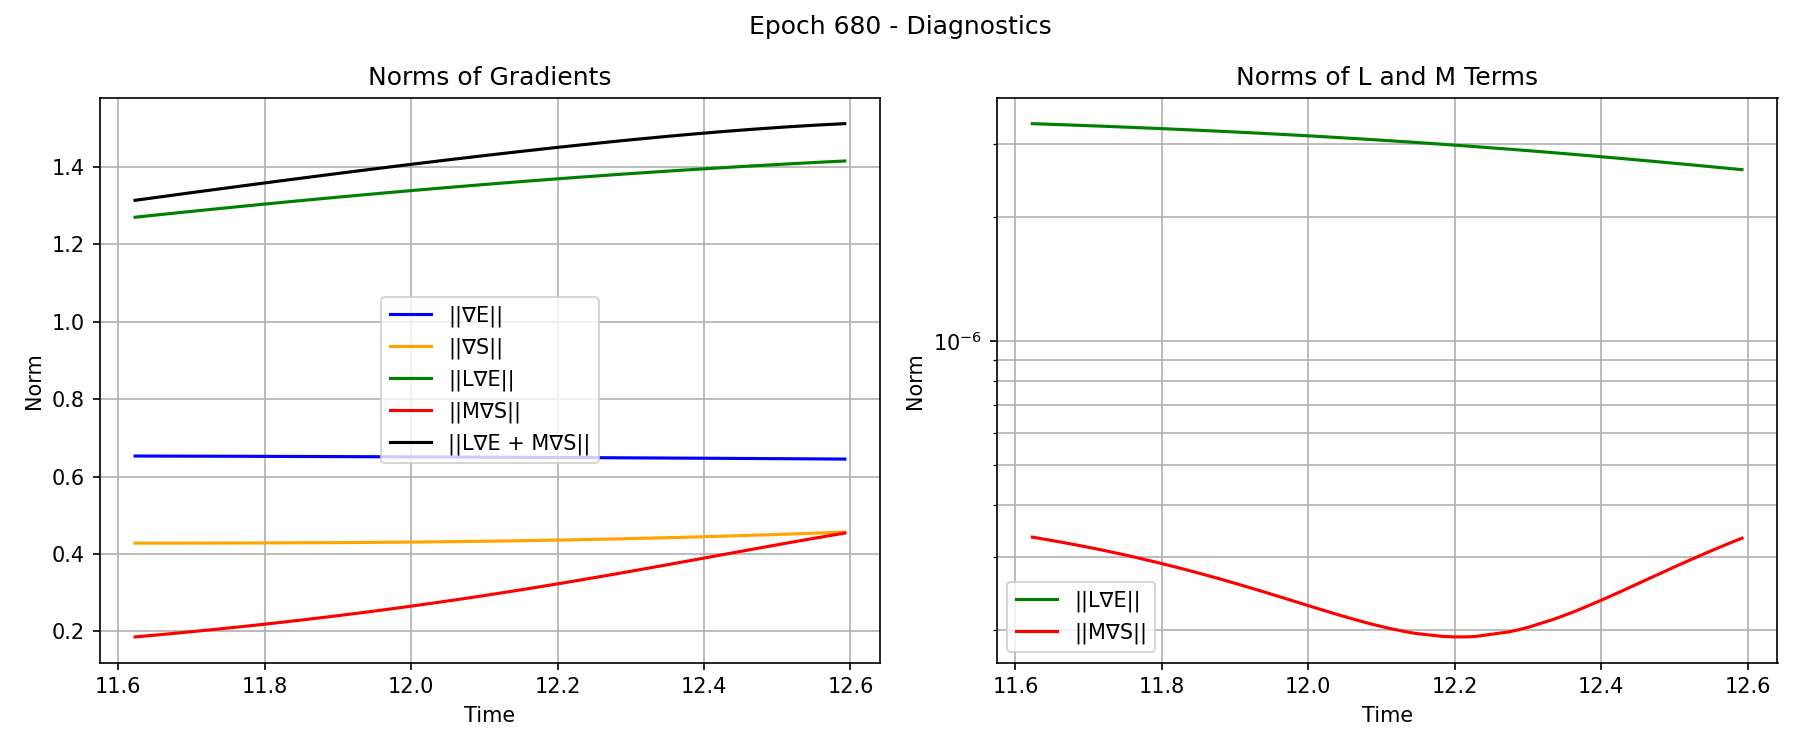 Epoch 680 - Diagnostics
Norms of Gradients
Norm
1.4
1.2
1.0
0.8
0.6
0.4
0.2
||∇E||
||∇S||
||L∇E||
||M∇S||
||L∇E + M∇S||
11.6 11.8 12.0 12.2 12.4 12.6
Time
Norms of L and M Terms
Norm
10⁻⁶
||L∇E||
||M∇S||
11.6 11.8 12.0 12.2 12.4 12.6
Time